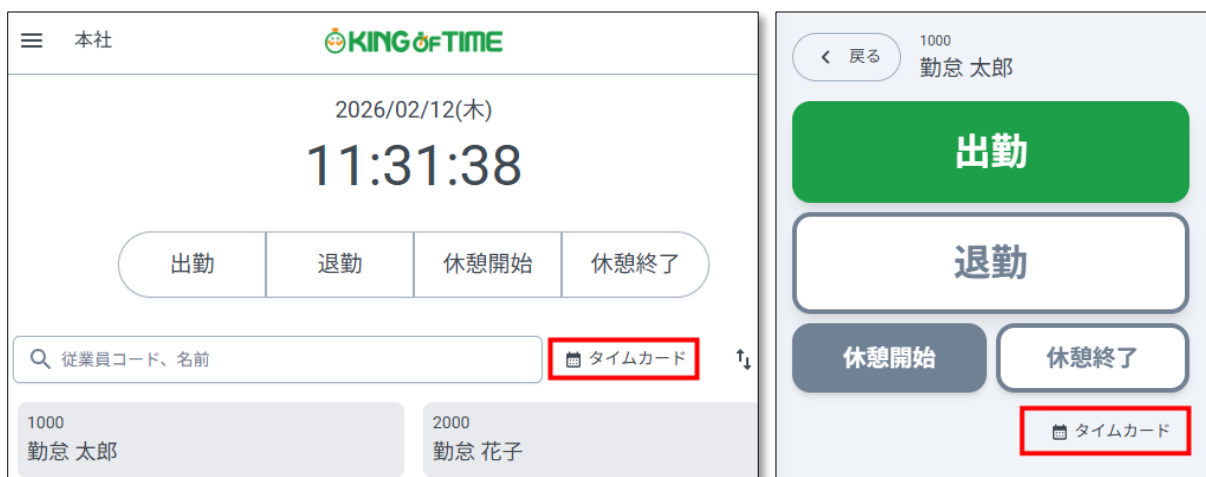 本社
KING OF TIME
2026/02/12(木)
11:31:38
出勤 退勤 休憩開始 休憩終了
従業員コード、名前
タイムカード
1000
勤怠 太郎
2000
勤怠 花子
戻る
1000
勤怠 太郎
出勤
退勤
休憩開始 休憩終了
タイムカード